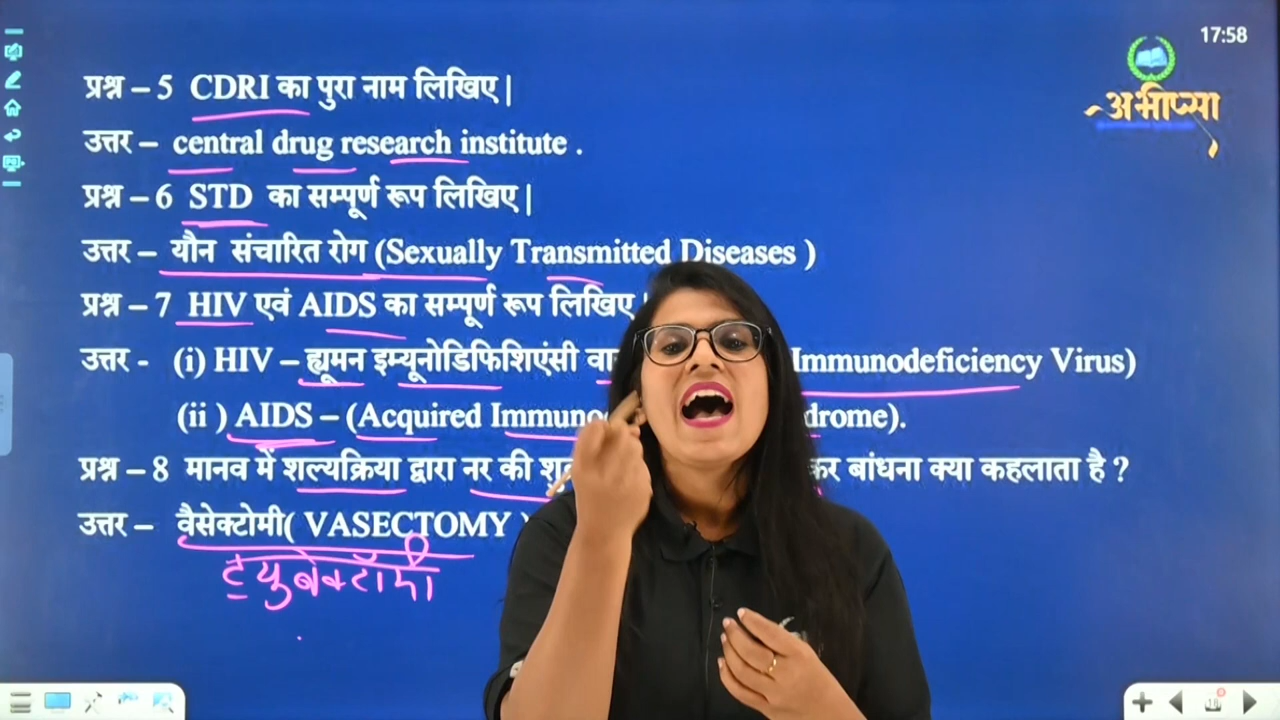 17:58
अभीप्सा
प्रश्न – 5 CDRI का पुरा नाम लिखिए |
उत्तर – central drug research institute .
प्रश्न – 6 STD का सम्पूर्ण रूप लिखिए |
उत्तर – यौन संचारित रोग (Sexually Transmitted Diseases )
प्रश्न – 7 HIV एवं AIDS का सम्पूर्ण रूप लिखिए
उत्तर - (i) HIV – ह्यूमन इम्यूनोडिफिशिएंसी Immunodeficiency Virus)
(ii ) AIDS – (Acquired
प्रश्न – 8 मानव में शल्यक्रिया द्वारा नर की बांधना क्या कहलाता है ?
उत्तर – वैसेक्टोमी( VASECTOMY )